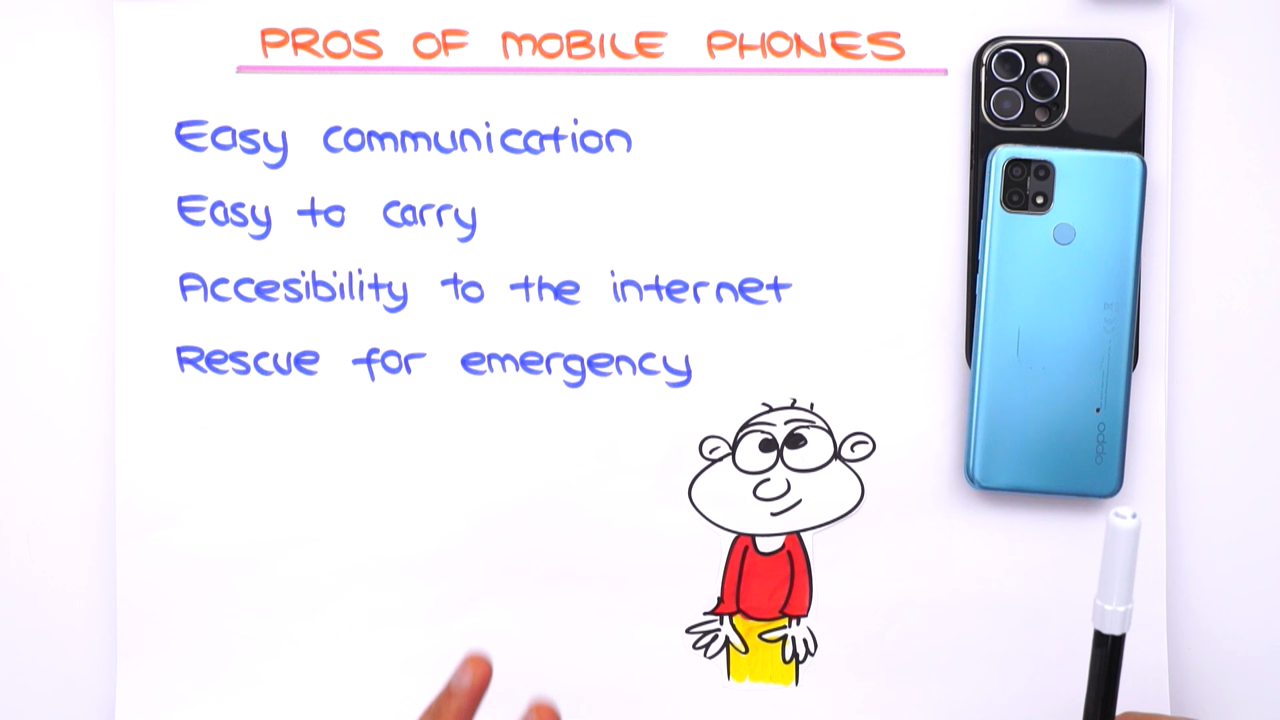 PROS OF MOBILE PHONES
Easy communication
Easy to carry
Accesibility to the internet
Rescue for emergency
oppo